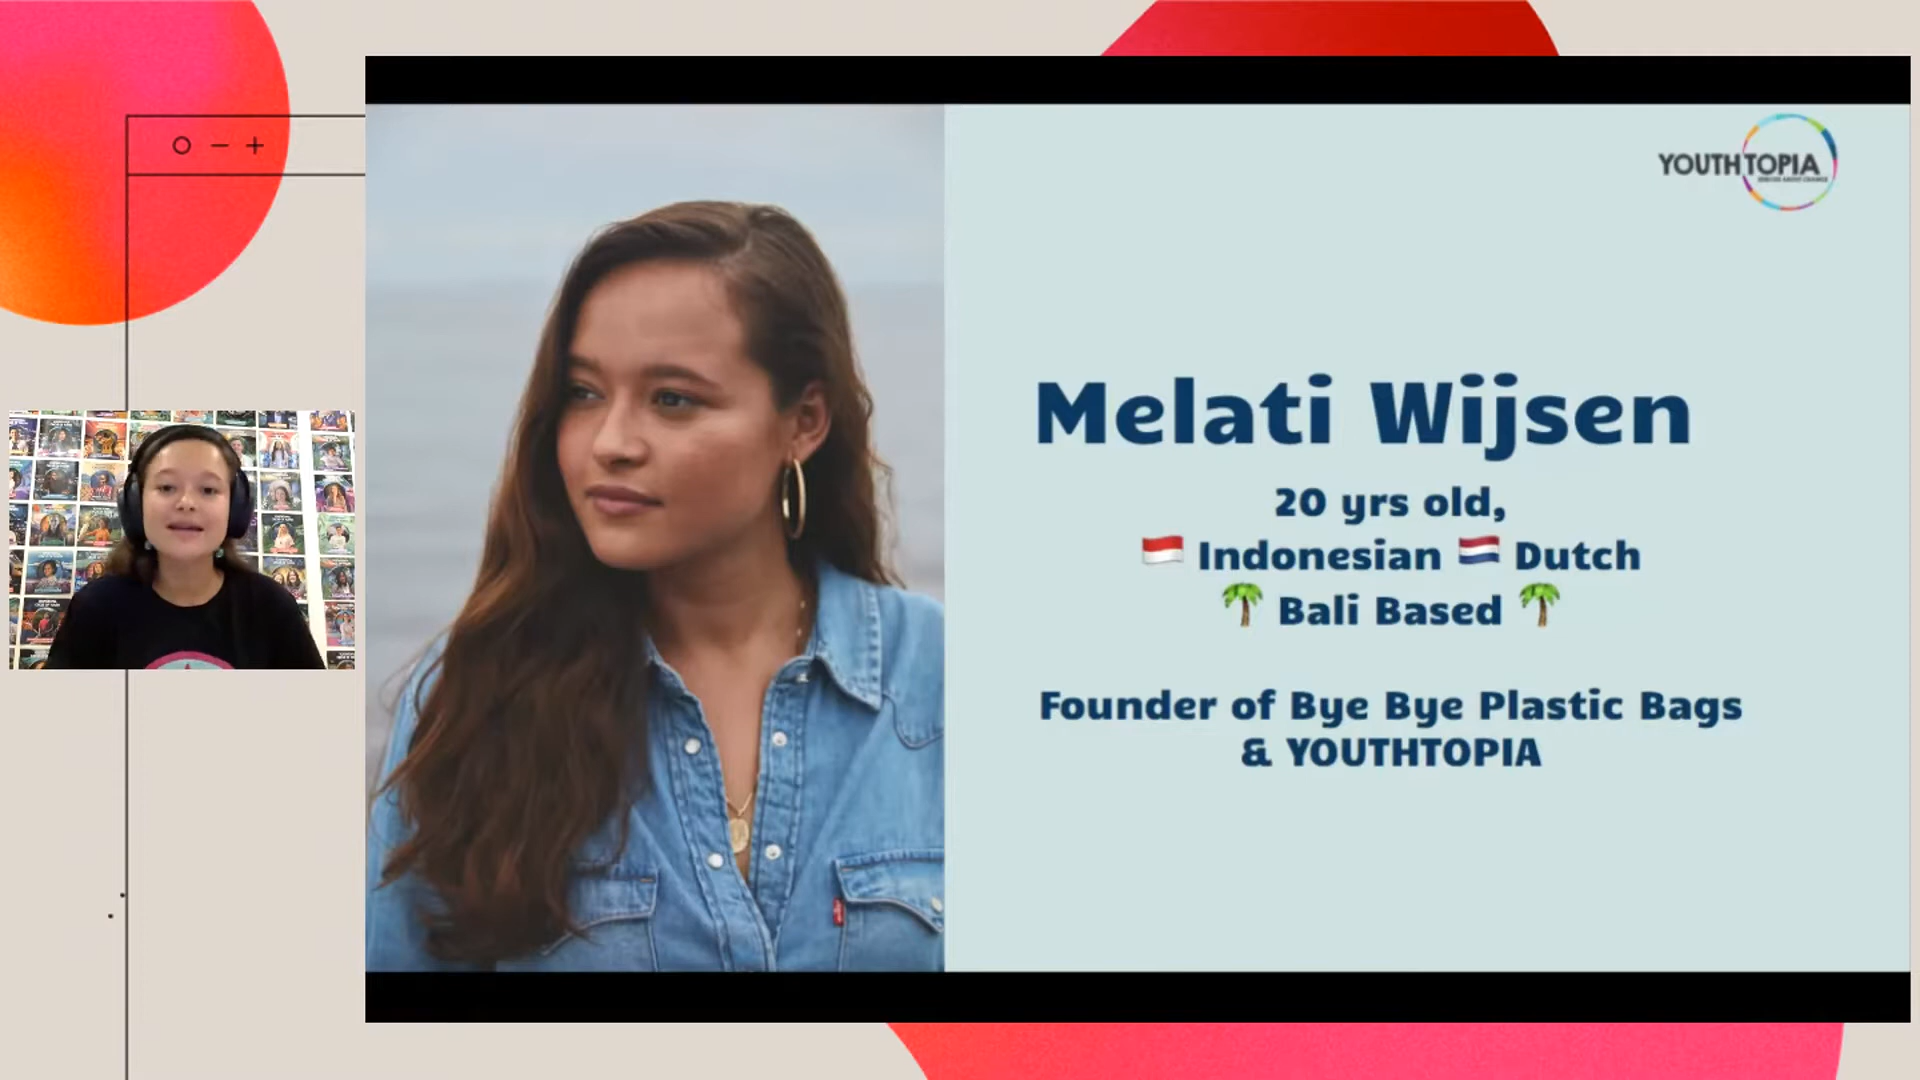 YOUTHTOPIA
Melati Wijsen
20 yrs old,
Indonesian Dutch
Bali Based
Founder of Bye Bye Plastic Bags
& YOUTHTOPIA